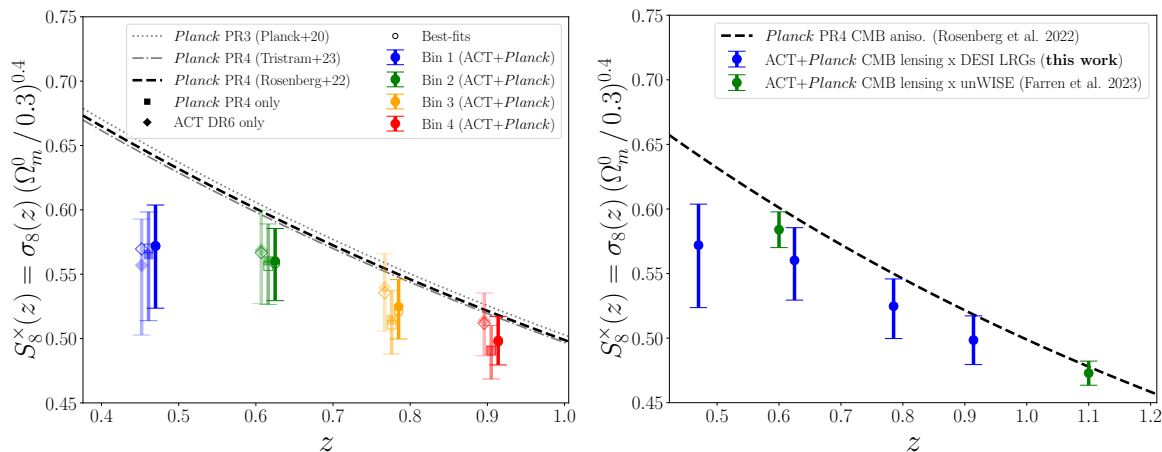 0.75
0.70
0.65
0.60
0.55
0.50
0.45
S₈ˣ(z) = σ₈(z) (Ω⁰ₘ/0.3)^0.4
Planck PR3 (Planck+20)
Planck PR4 (Tristram+23)
Planck PR4 (Rosenberg+22)
Planck PR4 only
ACT DR6 only
Best-fits
Bin 1 (ACT+Planck)
Bin 2 (ACT+Planck)
Bin 3 (ACT+Planck)
Bin 4 (ACT+Planck)
0.4 0.5 0.6 0.7 0.8 0.9 1.0
z
0.75
0.70
0.65
0.60
0.55
0.50
0.45
S₈ˣ(z) = σ₈(z) (Ω⁰ₘ/0.3)^0.4
Planck PR4 CMB aniso. (Rosenberg et al. 2022)
ACT+Planck CMB lensing x DESI LRGs (this work)
ACT+Planck CMB lensing x unWISE (Farren et al. 2023)
0.5 0.6 0.7 0.8 0.9 1.0 1.1 1.2
z